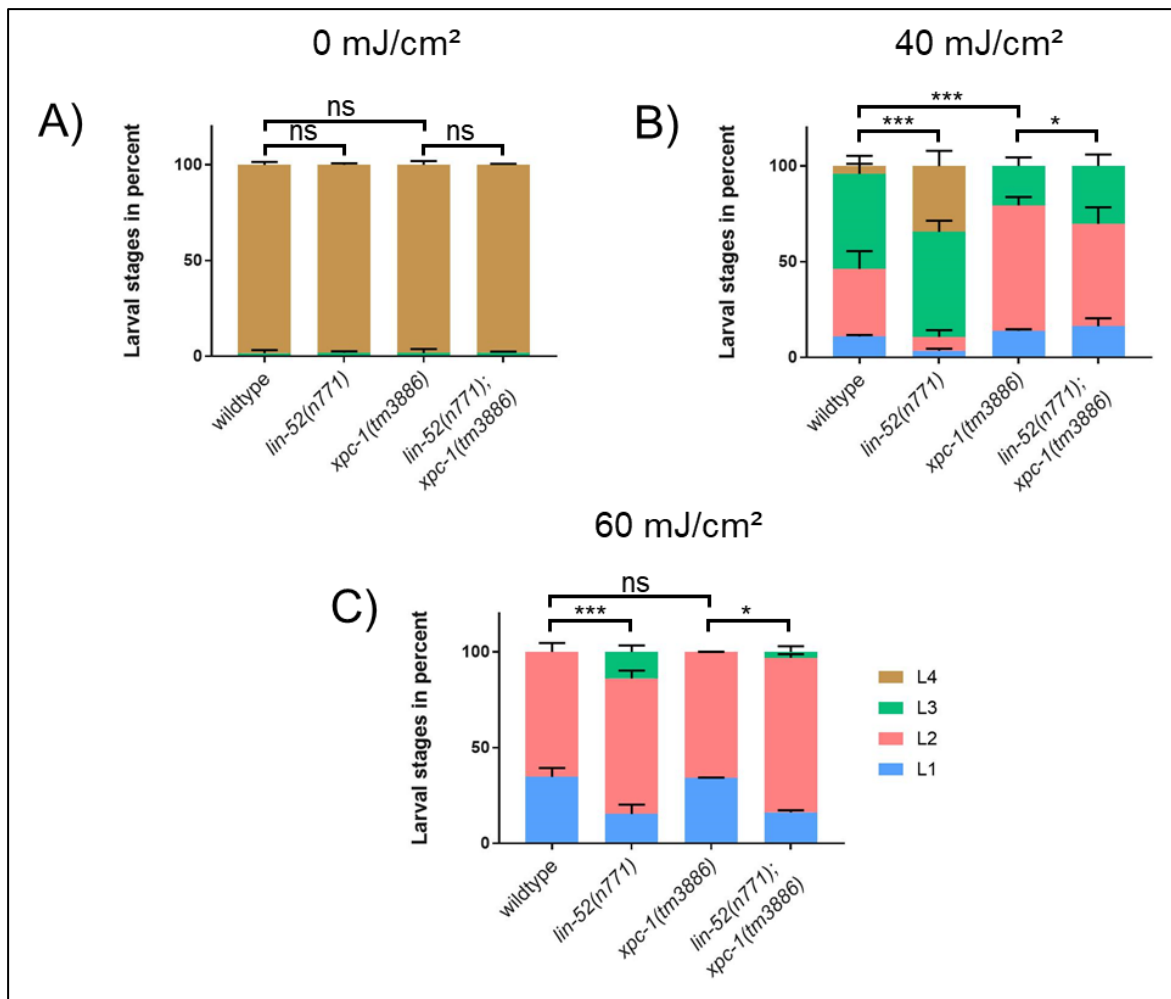 0 mJ/cm²
40 mJ/cm²
A)
ns
ns
ns
Larval stages in percent
100
50
0
wildtype
lin-52(n771)
xpc-1(tm3886)
lin-52(n771);
xpc-1(tm3886)
B)
***
***
*
Larval stages in percent
100
50
0
wildtype
lin-52(n771)
xpc-1(tm3886)
lin-52(n771);
xpc-1(tm3886)
60 mJ/cm²
C)
ns
***
*
Larval stages in percent
100
50
0
wildtype
lin-52(n771)
xpc-1(tm3886)
lin-52(n771);
xpc-1(tm3886)
L4
L3
L2
L1